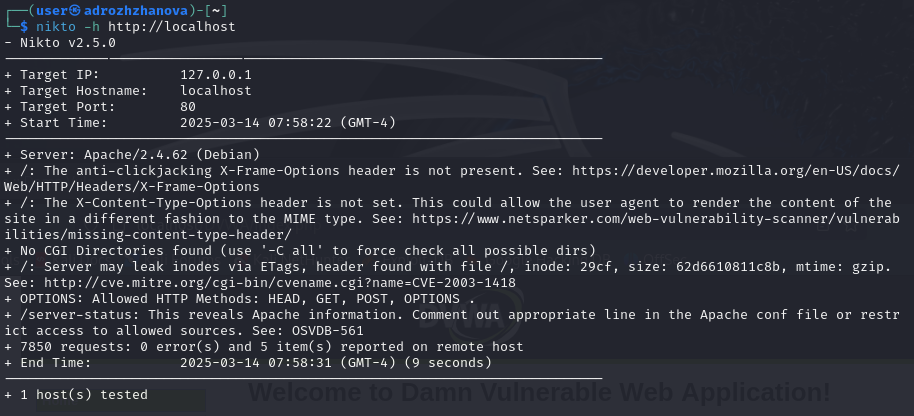 (user㉿adrozhzhanova)-[~]
$ nikto -h http://localhost
- Nikto v2.5.0
---------------------------------------------------------------------------
+ Target IP:          127.0.0.1
+ Target Hostname:    localhost
+ Target Port:        80
+ Start Time:         2025-03-14 07:58:22 (GMT-4)
---------------------------------------------------------------------------
+ Server: Apache/2.4.62 (Debian)
+ /: The anti-clickjacking X-Frame-Options header is not present. See: https://developer.mozilla.org/en-US/docs/
Web/HTTP/Headers/X-Frame-Options
+ /: The X-Content-Type-Options header is not set. This could allow the user agent to render the content of the
site in a different fashion to the MIME type. See: https://www.netsparker.com/web-vulnerability-scanner/vulnerab
ilities/missing-content-type-header/
+ No CGI Directories found (use '-C all' to force check all possible dirs)
+ /: Server may leak inodes via ETags, header found with file /, inode: 29cf, size: 62d6610811c8b, mtime: gzip.
See: http://cve.mitre.org/cgi-bin/cvename.cgi?name=CVE-2003-1418
+ OPTIONS: Allowed HTTP Methods: HEAD, GET, POST, OPTIONS .
+ /server-status: This reveals Apache information. Comment out appropriate line in the Apache conf file or restr
ict access to allowed sources. See: OSVDB-561
+ 7850 requests: 0 error(s) and 5 item(s) reported on remote host
+ End Time:           2025-03-14 07:58:31 (GMT-4) (9 seconds)
---------------------------------------------------------------------------
+ 1 host(s) tested
DVWA
Welcome to Damn Vulnerable Web Application!